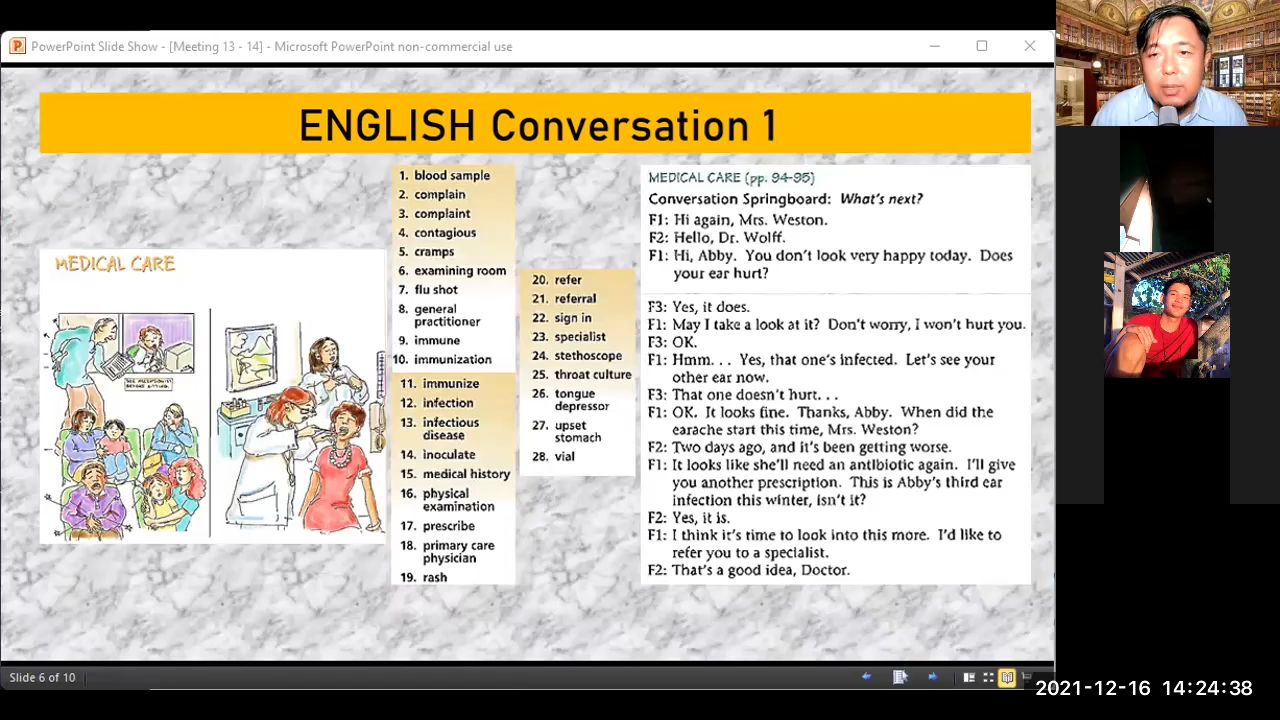 PowerPoint Slide Show - [Meeting 13 - 14] - Microsoft PowerPoint non-commercial use
ENGLISH Conversation 1
MEDICAL CARE
1. blood sample
2. complain
3. complaint
4. contagious
5. cramps
6. examining room
7. flu shot
8. general
practitioner
9. immune
10. immunization
11. immunize
12. infection
13. infectious
disease
14. inoculate
15. medical history
16. physical
examination
17. prescribe
18. primary care
physician
19. rash
20. refer
21. referral
22. sign in
23. specialist
24. stethoscope
25. throat culture
26. tongue
depressor
27. upset
stomach
28. vial
MEDICAL CARE (pp. 94-95)
Conversation Springboard: What's next?
F1: Hi again, Mrs. Weston.
F2: Hello, Dr. Wolff.
F1: Hi, Abby. You don't look very happy today. Does
your ear hurt?
F3: Yes, it does.
F1: May I take a look at it? Don't worry, I won't hurt you.
F3: OK.
F1: Hmm. . . Yes, that one's infected. Let's see your
other ear now.
F3: That one doesn't hurt. . .
F1: OK. It looks fine. Thanks, Abby. When did the
earache start this time, Mrs. Weston?
F2: Two days ago, and it's been getting worse.
F1: It looks like she'll need an antibiotic again. I'll give
you another prescription. This is Abby's third ear
infection this winter, isn't it?
F2: Yes, it is.
F1: I think it's time to look into this more. I'd like to
refer you to a specialist.
F2: That's a good idea, Doctor.
Slide 6 of 10
2021-12-16 14:24:38